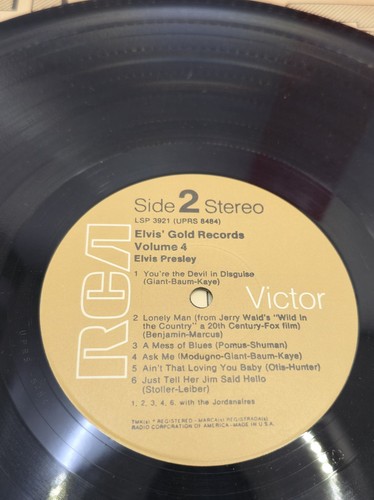 Side 2 Stereo
LSP 3921 (UPRS 8484)
Elvis' Gold Records
Volume 4
Elvis Presley
1 You're the Devil in Disguise
(Giant-Baum-Kaye)
RCA
Victor
2 Lonely Man (from Jerry Wald's "Wild in
the Country" a 20th Century-Fox film)
(Benjamin-Marcus)
3 A Mess of Blues (Pomus-Shuman)
4 Ask Me (Modugno-Giant-Baum-Kaye)
5 Ain't That Loving You Baby (Otis-Hunter)
6 Just Tell Her Jim Said Hello
(Stoller-Leiber)
1, 2, 3, 4, 6, with the Jordanaires
TMK(s) ® REGISTERED • MARCA(s) REGISTRADA(s)
RADIO CORPORATION OF AMERICA - MADE IN U.S.A.